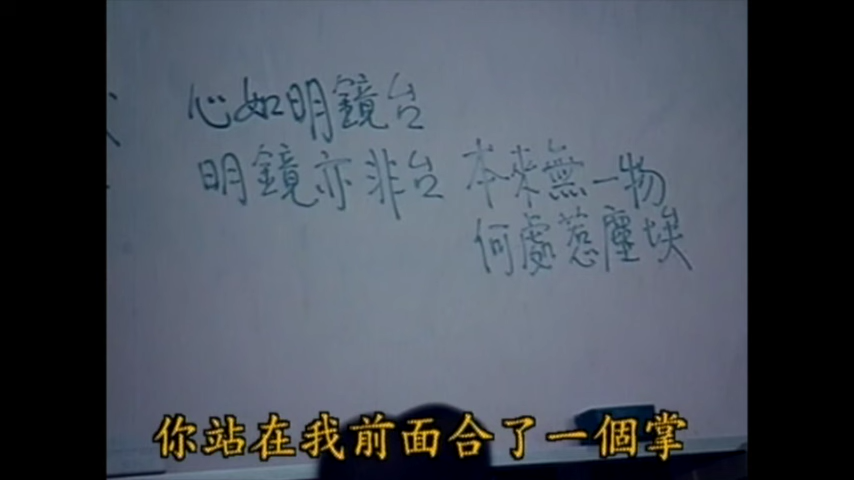 心如明鏡台
明鏡亦非台 本來無一物
何處惹塵埃
你站在我前面合了一個掌